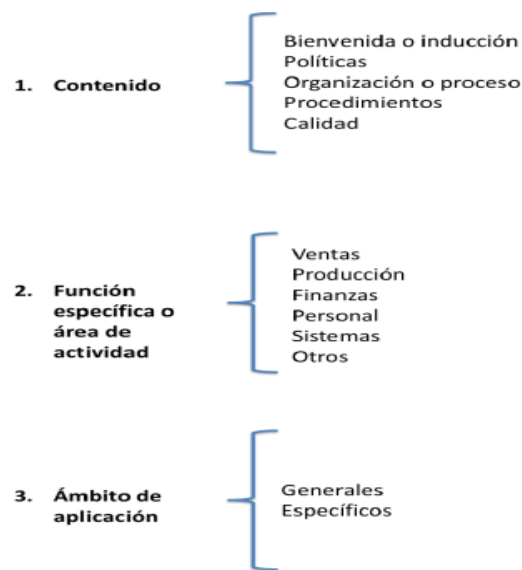 1. Contenido
Bienvenida o inducción
Políticas
Organización o proceso
Procedimientos
Calidad
2. Función
específica o
área de
actividad
Ventas
Producción
Finanzas
Personal
Sistemas
Otros
3. Ámbito de
aplicación
Generales
Específicos